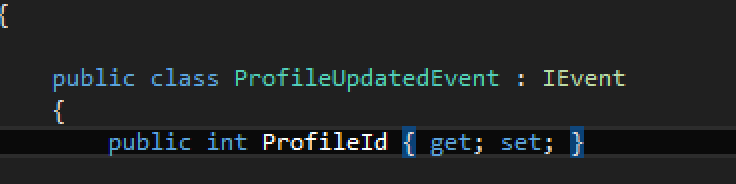 {
public class ProfileUpdatedEvent : IEvent
{
public int ProfileId { get; set; }